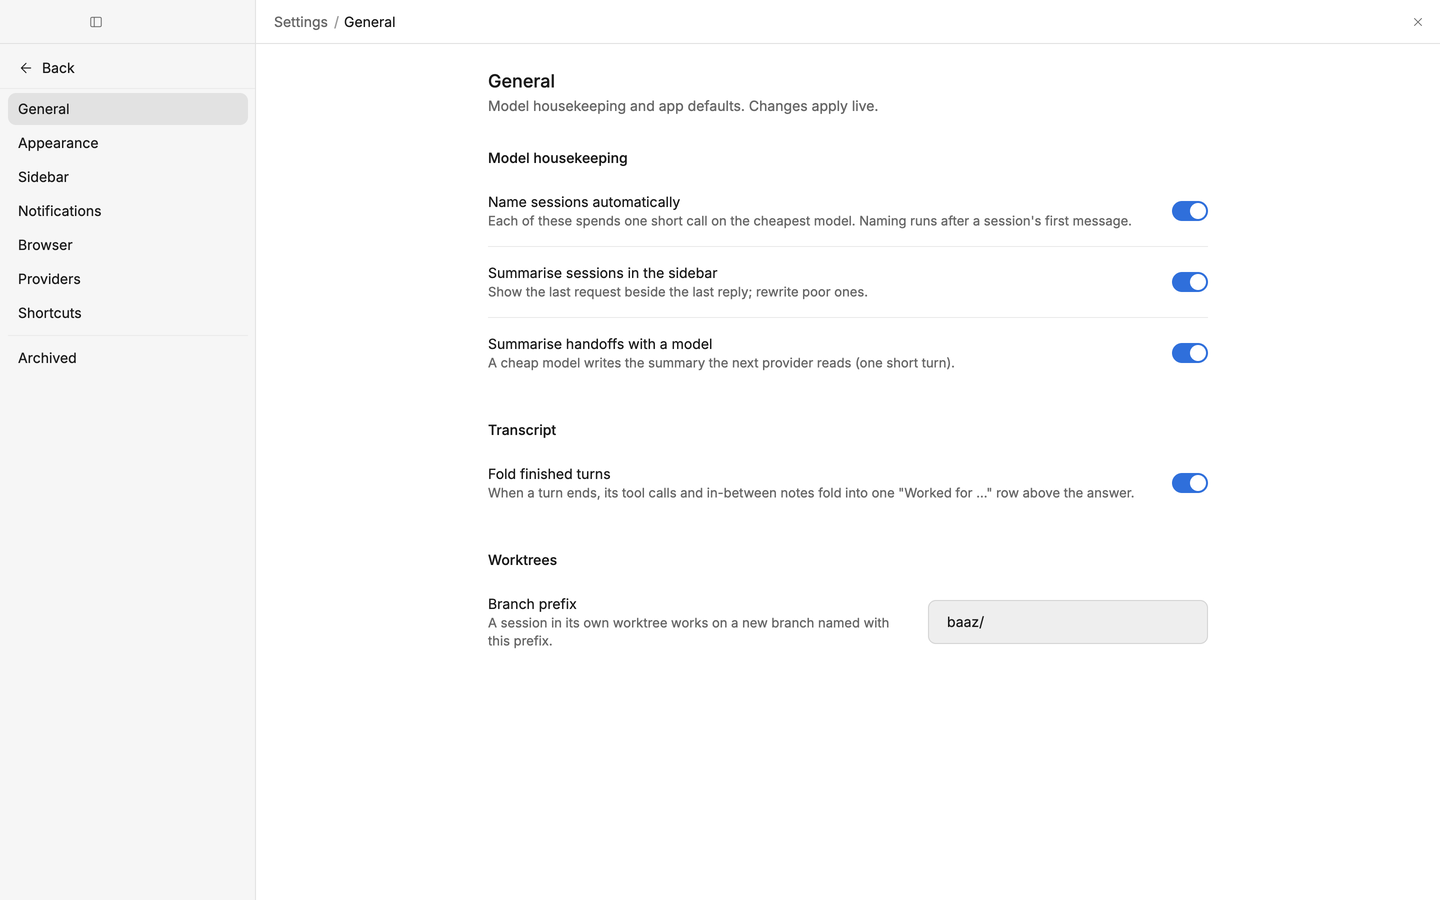 Settings / General
Back
General
Appearance
Sidebar
Notifications
Browser
Providers
Shortcuts
Archived
General
Model housekeeping and app defaults. Changes apply live.
Model housekeeping
Name sessions automatically
Each of these spends one short call on the cheapest model. Naming runs after a session's first message.
Summarise sessions in the sidebar
Show the last request beside the last reply; rewrite poor ones.
Summarise handoffs with a model
A cheap model writes the summary the next provider reads (one short turn).
Transcript
Fold finished turns
When a turn ends, its tool calls and in-between notes fold into one "Worked for ..." row above the answer.
Worktrees
Branch prefix
A session in its own worktree works on a new branch named with
this prefix.
baaz/